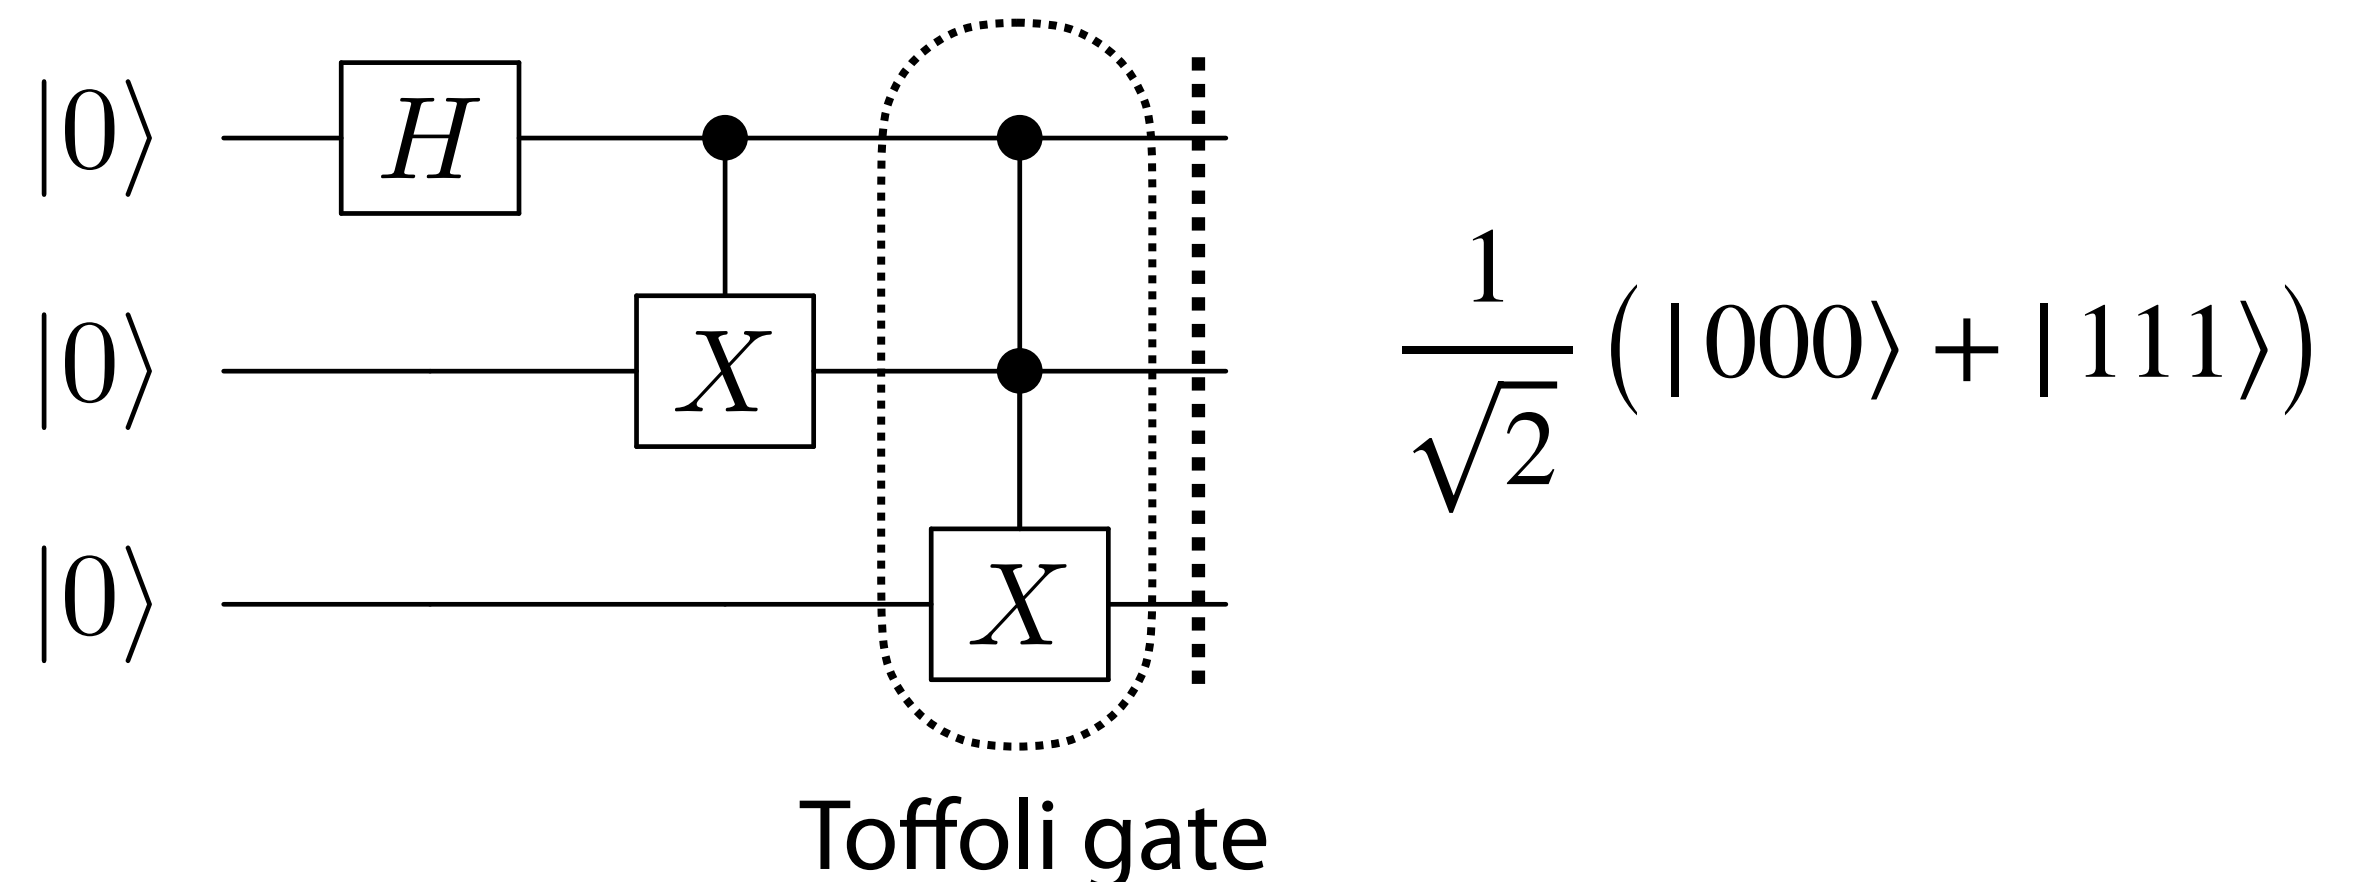 |0⟩ H
|0⟩ X
|0⟩ X
1/√2 (|000⟩ + |111⟩)
Toffoli gate